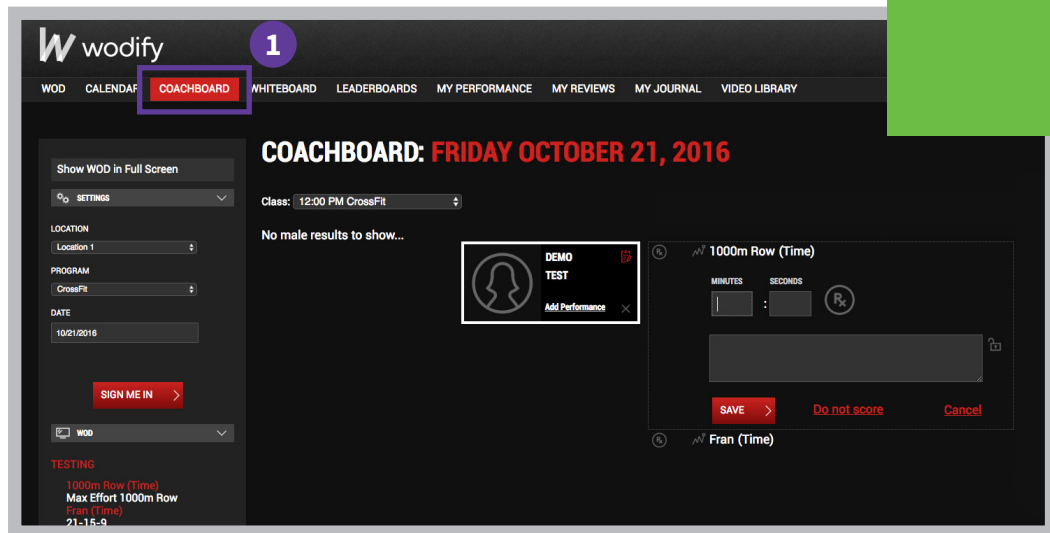 W wodify
1
WOD CALENDAR COACHBOARD WHITEBOARD LEADERBOARDS MY PERFORMANCE MY REVIEWS MY JOURNAL VIDEO LIBRARY
COACHBOARD: FRIDAY OCTOBER 21, 2016
Show WOD in Full Screen
SETTINGS
LOCATION
Location 1
PROGRAM
CrossFit
DATE
10/21/2016
SIGN ME IN
WOD
TESTING
1000m Row (Time)
Max Effort 1000m Row
Fran (Time)
21-15-9
Class: 12:00 PM CrossFit
No male results to show...
DEMO
TEST
Add Performance
Rx 1000m Row (Time)
MINUTES SECONDS
: Rx
SAVE Do not score Cancel
Rx Fran (Time)